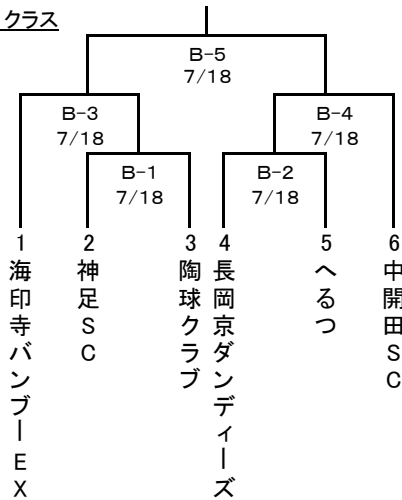 クラス
B-5
7/18
B-3
7/18
B-4
7/18
B-1
7/18
B-2
7/18
1
海印寺バンブーEX
2
神足SC
3
陶球クラブ
4
長岡京ダンディーズ
5
へるつ
6
中開田SC